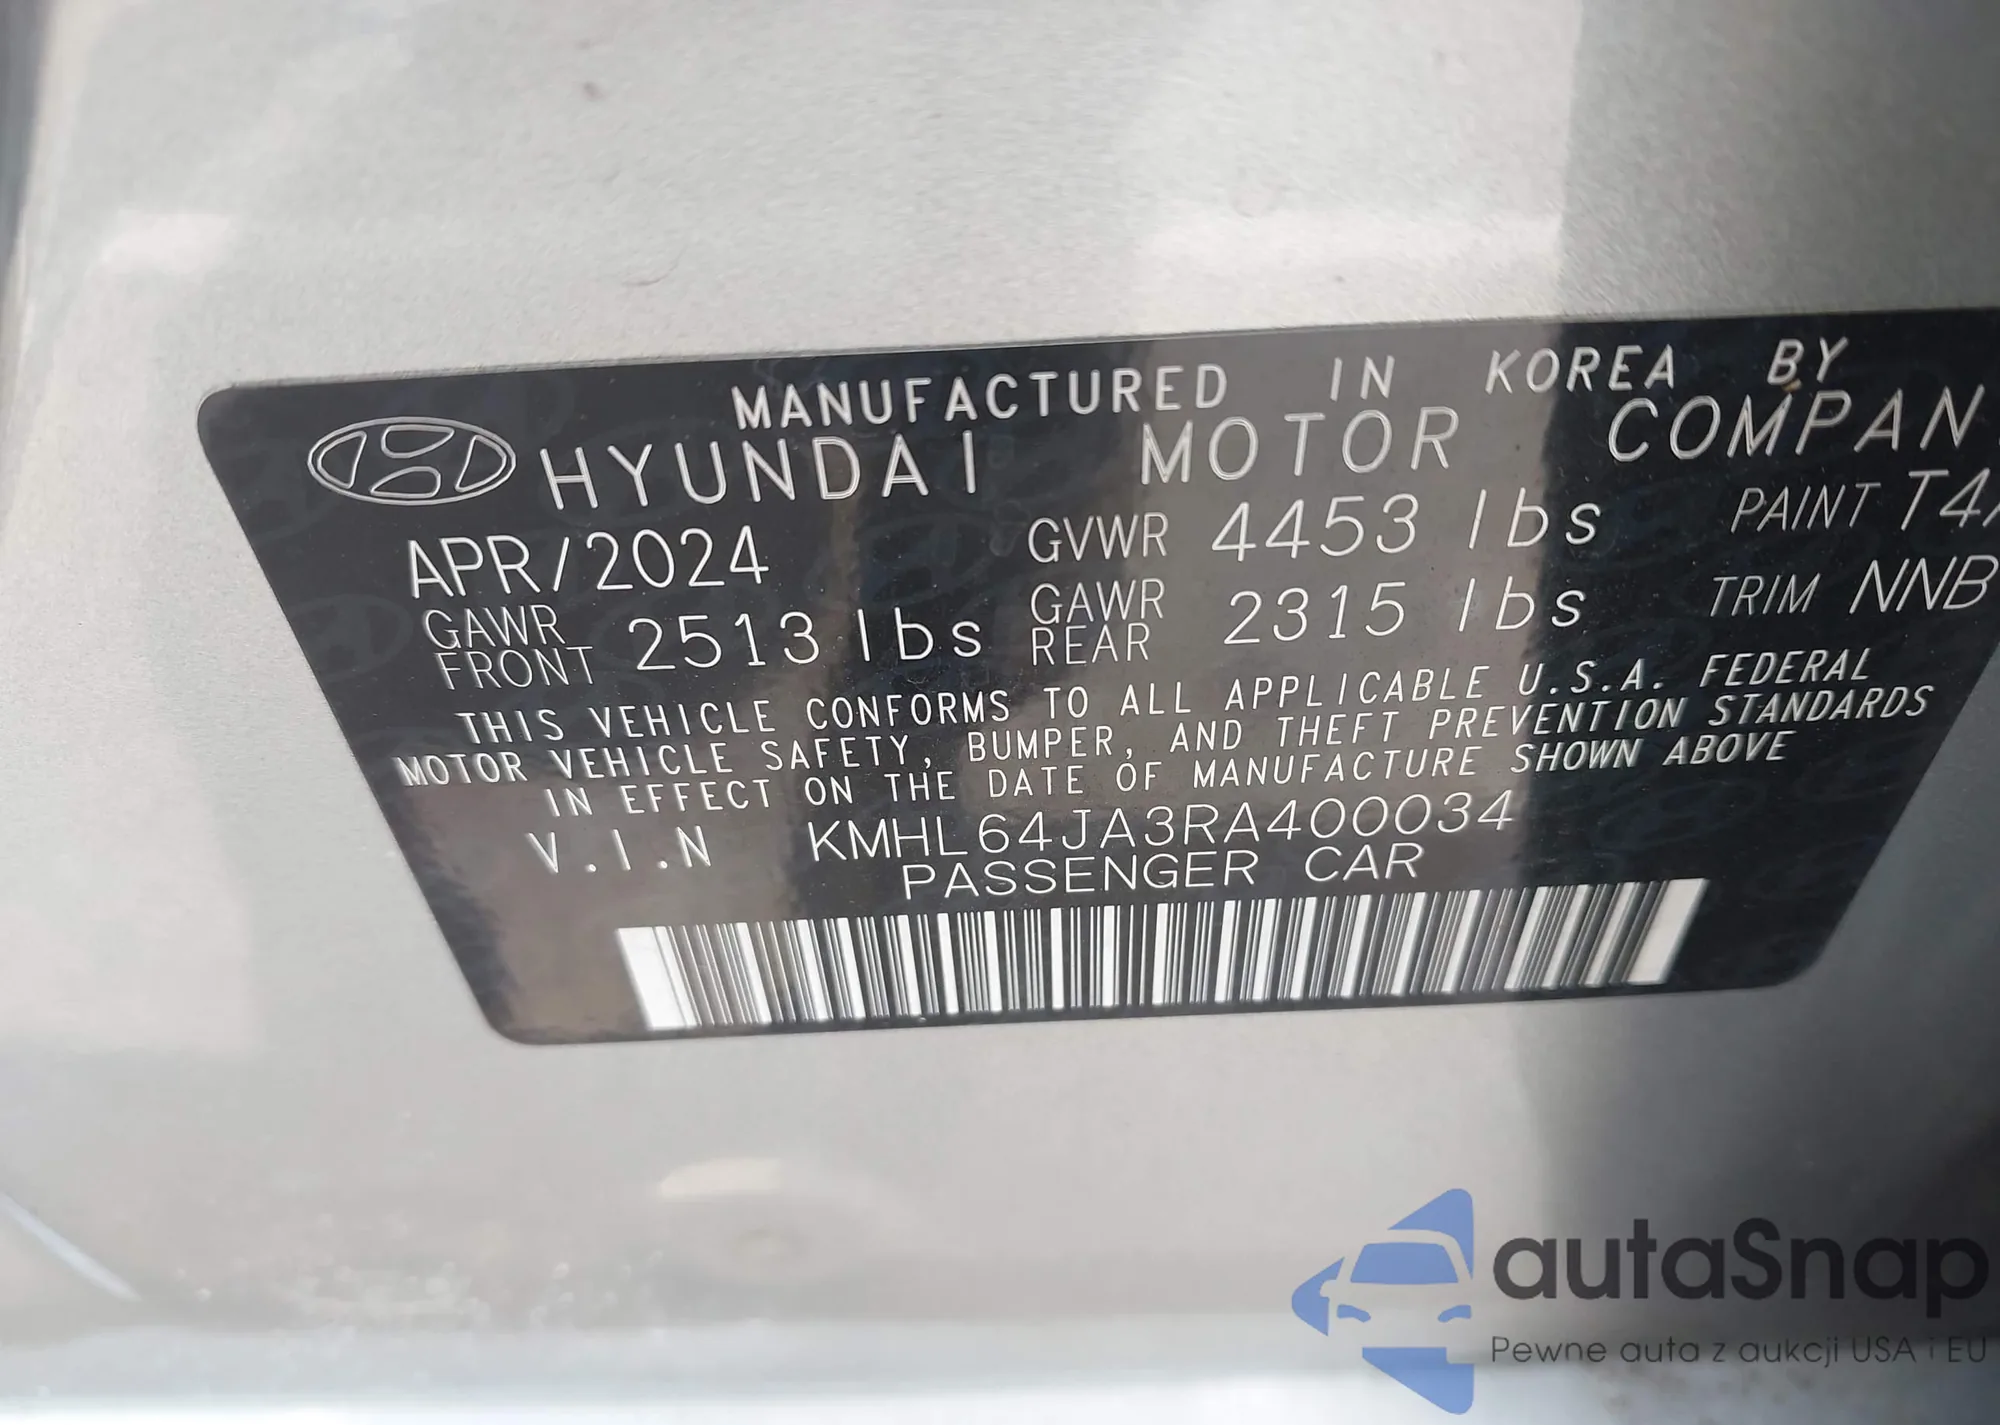 MANUFACTURED IN KOREA BY
HYUNDAI MOTOR COMPAN
APR/2024 GVWR 4453 lbs PAINT T4
GAWR FRONT 2513 lbs GAWR REAR 2315 lbs TRIM NNB
THIS VEHICLE CONFORMS TO ALL APPLICABLE U.S.A. FEDERAL
MOTOR VEHICLE SAFETY, BUMPER, AND THEFT PREVENTION STANDARDS
IN EFFECT ON THE DATE OF MANUFACTURE SHOWN ABOVE
V.I.N KMHL64JA3RA400034
PASSENGER CAR
autaSnap
Pewne auta z aukcji USA i EU